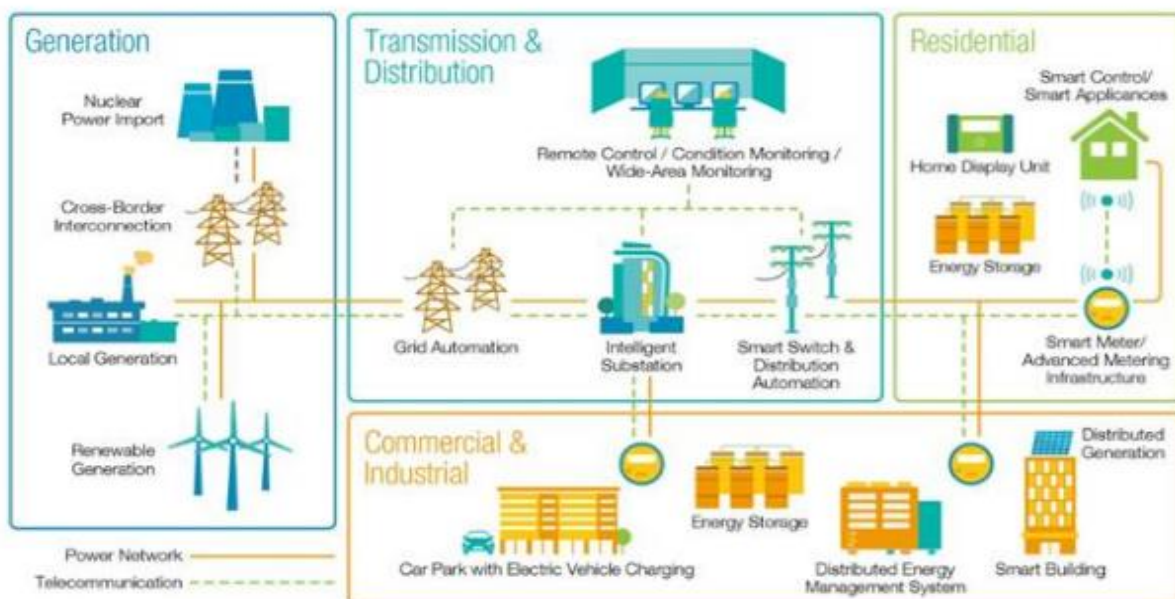 Generation
Nuclear
Power Import
Cross-Border
Interconnection
Local Generation
Renewable
Generation
Power Network
Telecommunication
Transmission &
Distribution
Remote Control / Condition Monitoring /
Wide-Area Monitoring
Grid Automation
Intelligent
Substation
Smart Switch &
Distribution
Automation
Residential
Smart Control/
Smart Applicances
Home Display Unit
Energy Storage
Smart Meter/
Advanced Metering
Infrastructure
Commercial &
Industrial
Car Park with Electric Vehicle Charging
Energy Storage
Distributed Energy
Management System
Distributed
Generation
Smart Building